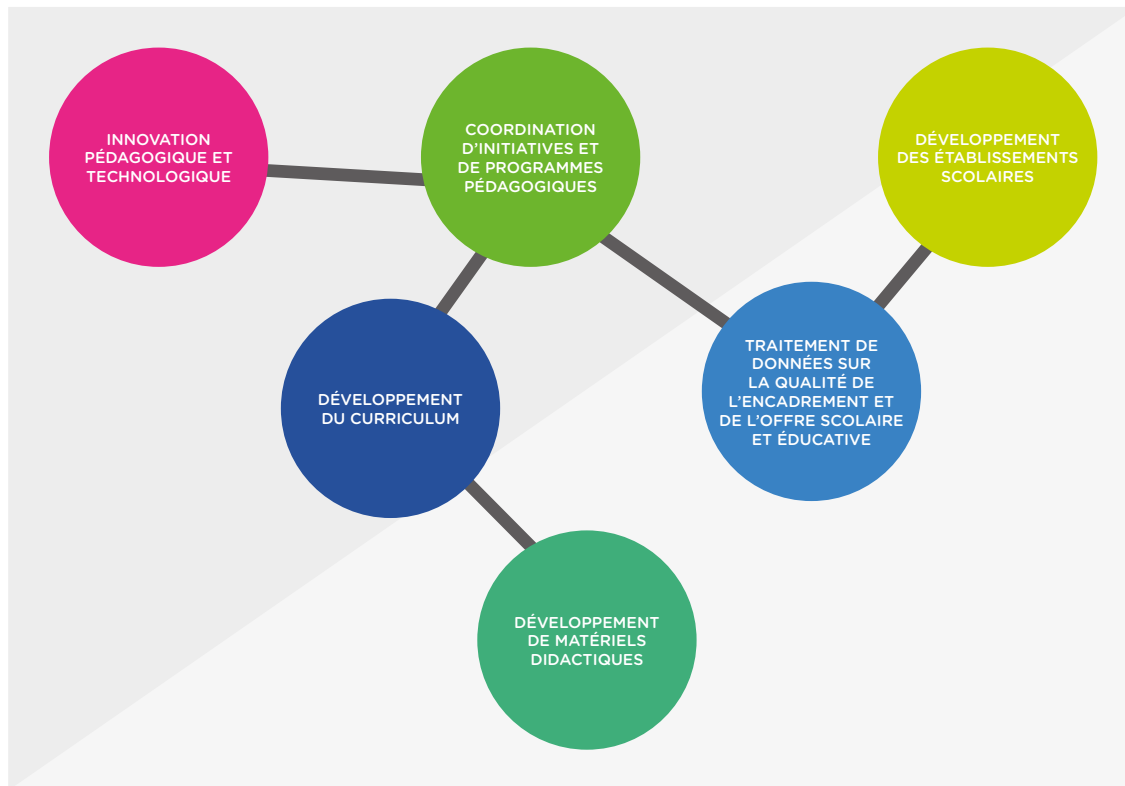 INNOVATION
PÉDAGOGIQUE ET
TECHNOLOGIQUE
COORDINATION
D'INITIATIVES ET
DE PROGRAMMES
PÉDAGOGIQUES
DÉVELOPPEMENT
DES ÉTABLISSEMENTS
SCOLAIRES
DÉVELOPPEMENT
DU CURRICULUM
TRAITEMENT DE
DONNÉES SUR
LA QUALITÉ DE
L'ENCADREMENT ET
DE L'OFFRE SCOLAIRE
ET ÉDUCATIVE
DÉVELOPPEMENT
DE MATÉRIELS
DIDACTIQUES